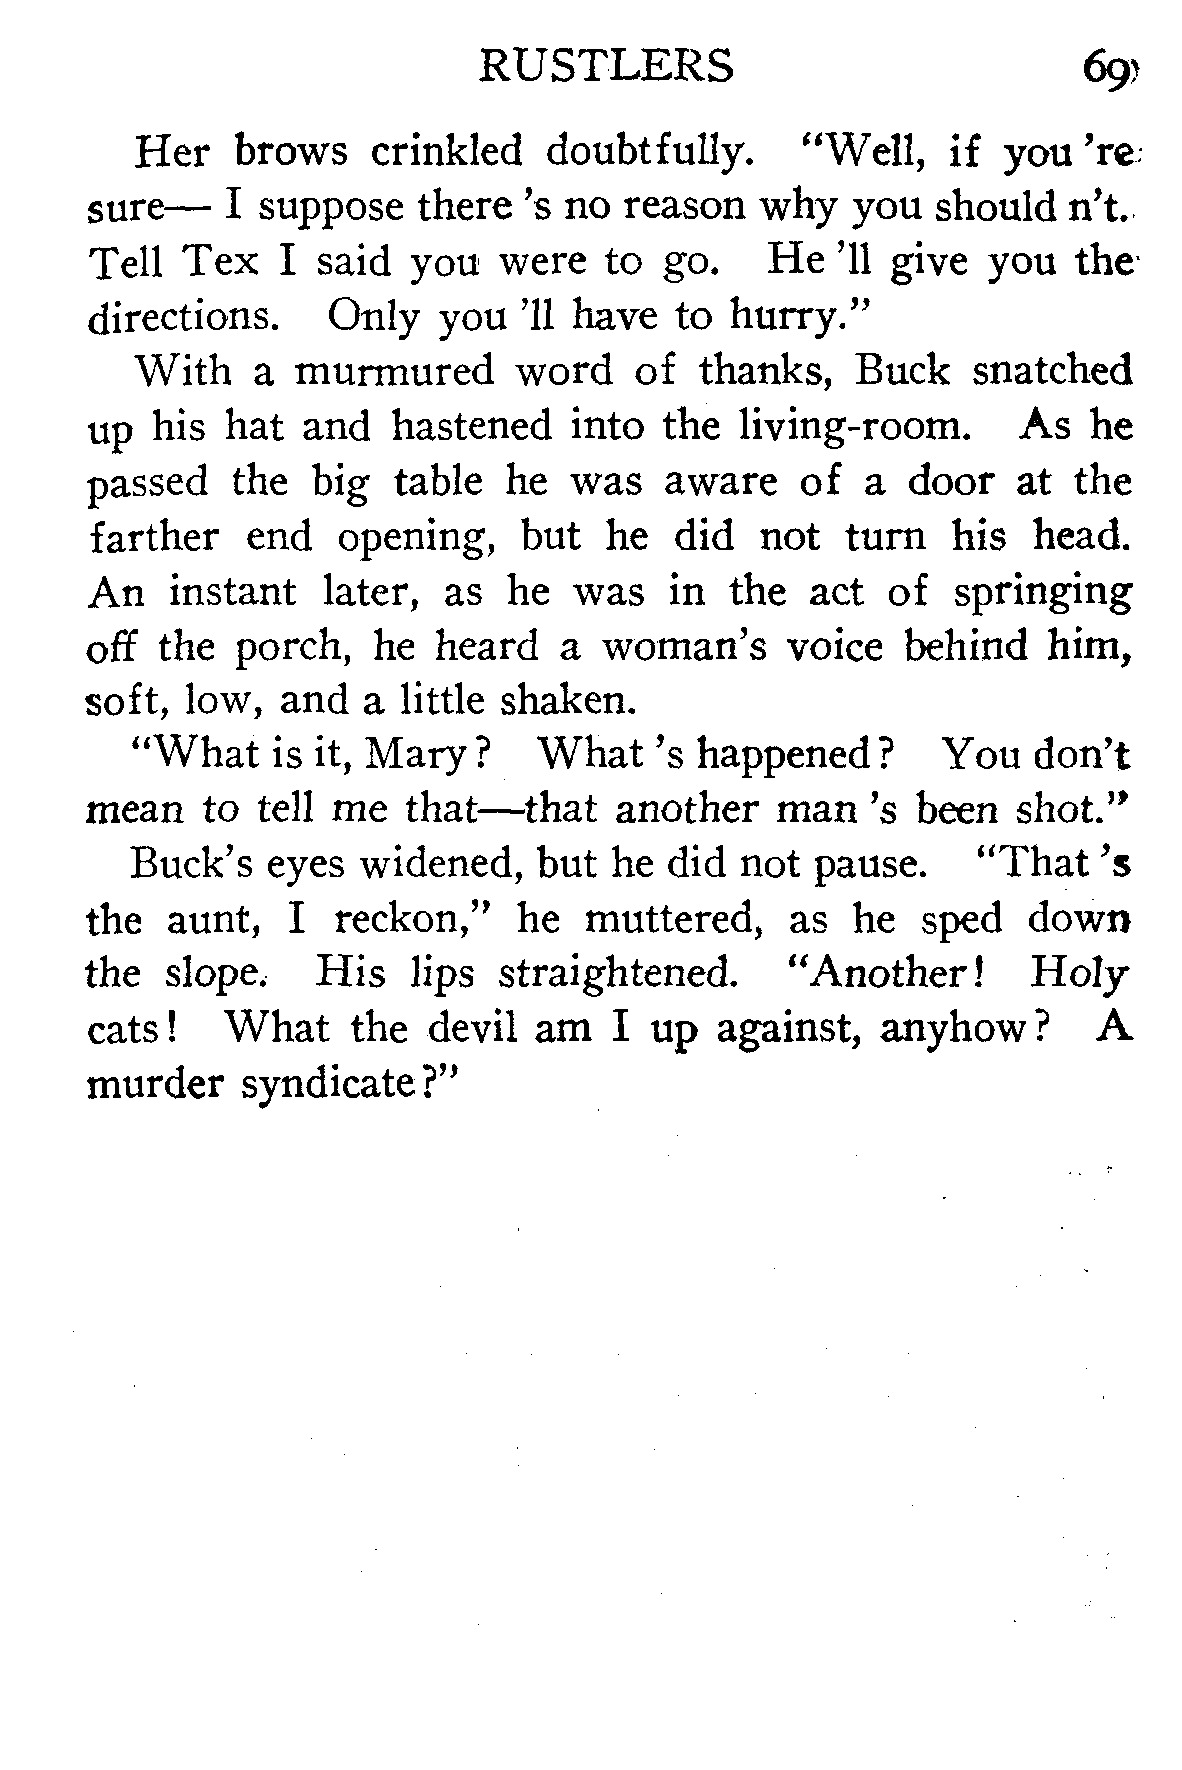 RUSTLERS 69
Her brows crinkled doubtfully. “Well, if you ’re
sure— I suppose there ’s no reason why you should n’t.
Tell Tex I said you were to go. He ’ll give you the
directions. Only you ’ll have to hurry.”
With a murmured word of thanks, Buck snatched
up his hat and hastened into the living-room. As he
passed the big table he was aware of a door at the
farther end opening, but he did not turn his head.
An instant later, as he was in the act of springing
off the porch, he heard a woman’s voice behind him,
soft, low, and a little shaken.
“What is it, Mary? What ’s happened? You don’t
mean to tell me that—that another man ’s been shot.”
Buck’s eyes widened, but he did not pause. “That ’s
the aunt, I reckon,” he muttered, as he sped down
the slope. His lips straightened. “Another! Holy
cats! What the devil am I up against, anyhow? A
murder syndicate?”